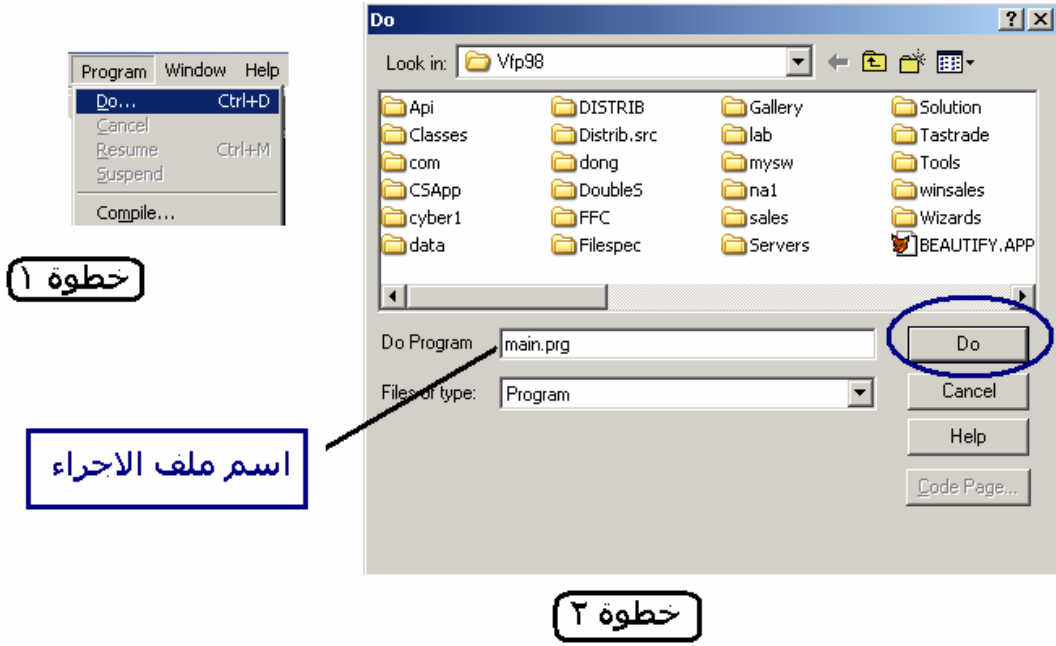 Program Window Help
Do... Ctrl+D
Cancel
Resume Ctrl+M
Suspend
Compile...
خطوة ١
Do
Look in: Vfp98
Api DISTRIB Gallery Solution
Classes Distrib.src lab Tastrade
com dong mysw Tools
CSApp DoubleS na1 winsales
cyber1 FFC sales Wizards
data Filespec Servers BEAUTIFY.APP
Do Program main.prg Do
Files of type: Program Cancel
Help
Code Page...
اسم ملف الاجراء
خطوة ٢